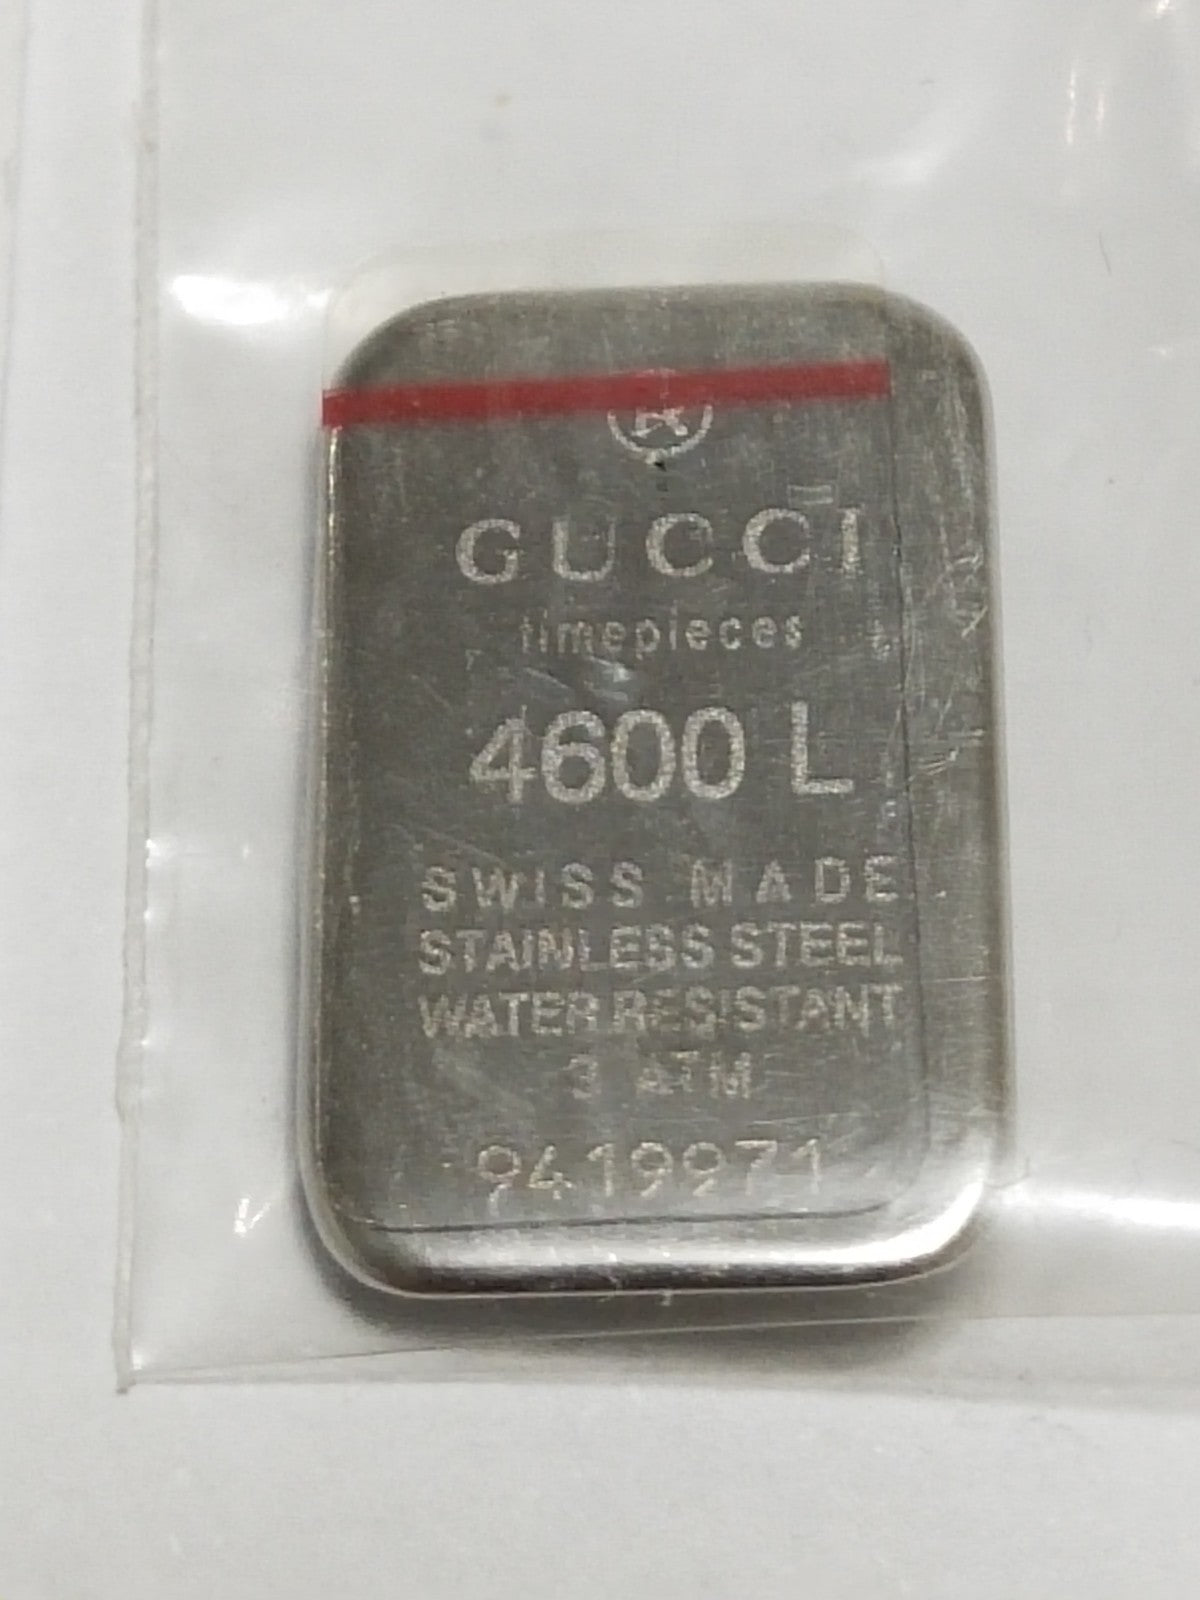 GUCCI
timepieces
4600 L
SWISS MADE
STAINLESS STEEL
WATER RESISTANT
3 ATM
9419971